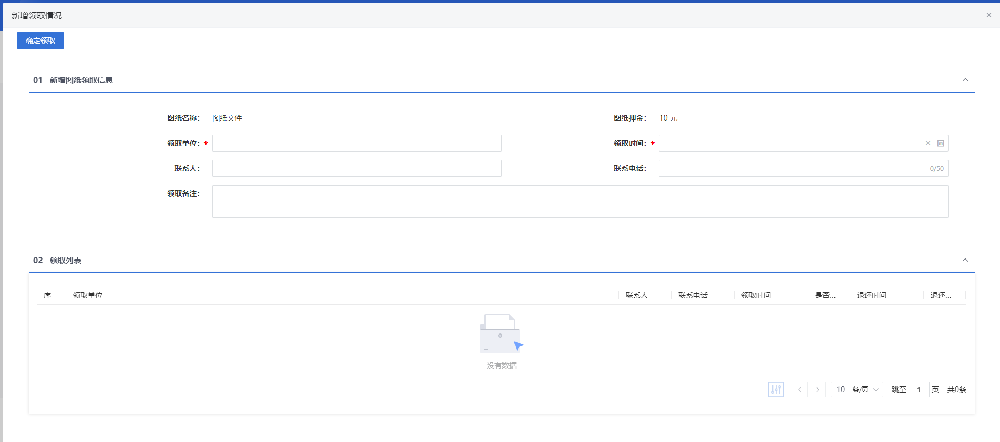 新增领取情况
确定领取
01 新增图纸领取信息
图纸名称： 图纸文件 图纸押金： 10 元
领取单位：* 领取时间：*
联系人： 联系电话： 0/50
领取备注：
02 领取列表
序 领取单位 联系人 联系电话 领取时间 是否... 退还时间 退还...
没有数据
10 条/页 跳至 1 页 共0条